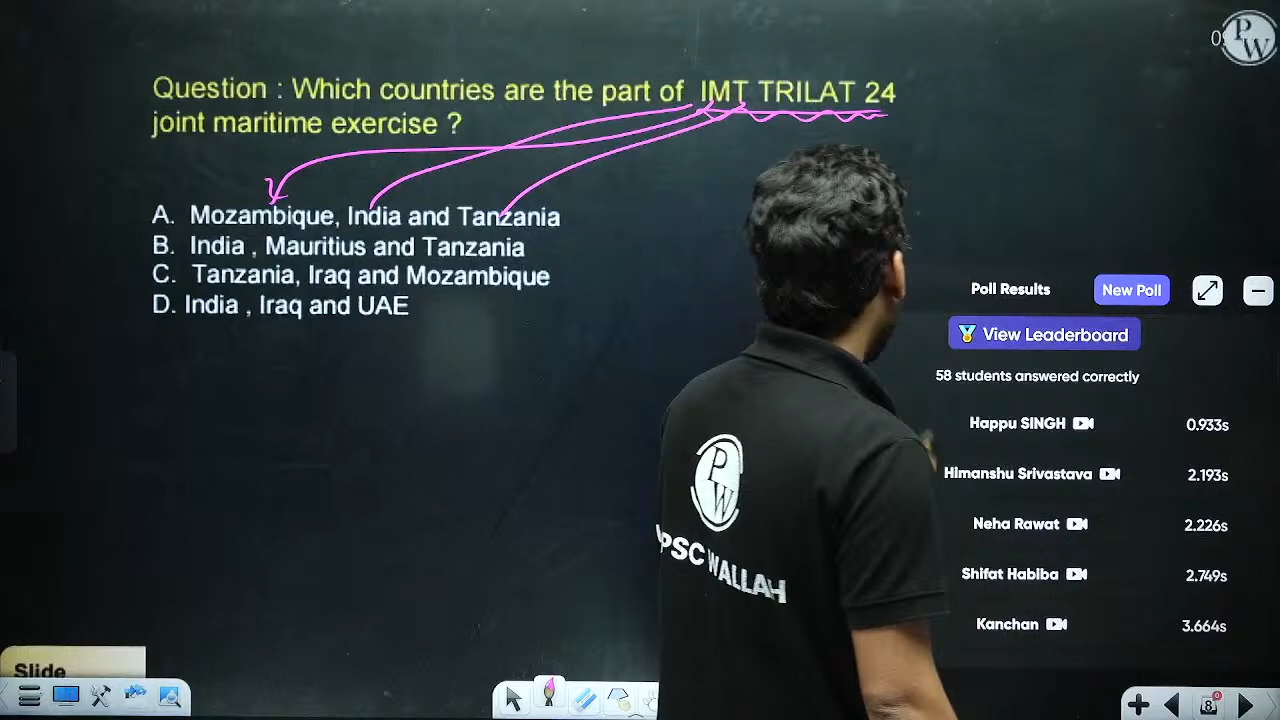 Question : Which countries are the part of IMT TRILAT 24
joint maritime exercise ?
A. Mozambique, India and Tanzania
B. India , Mauritius and Tanzania
C. Tanzania, Iraq and Mozambique
D. India , Iraq and UAE
PW
Poll Results
New Poll
View Leaderboard
58 students answered correctly
Happu SINGH 0.933s
Himanshu Srivastava 2.193s
Neha Rawat 2.226s
Shifat Habiba 2.749s
Kanchan 3.664s
PW
PSC WALLAH
Slide
8
0